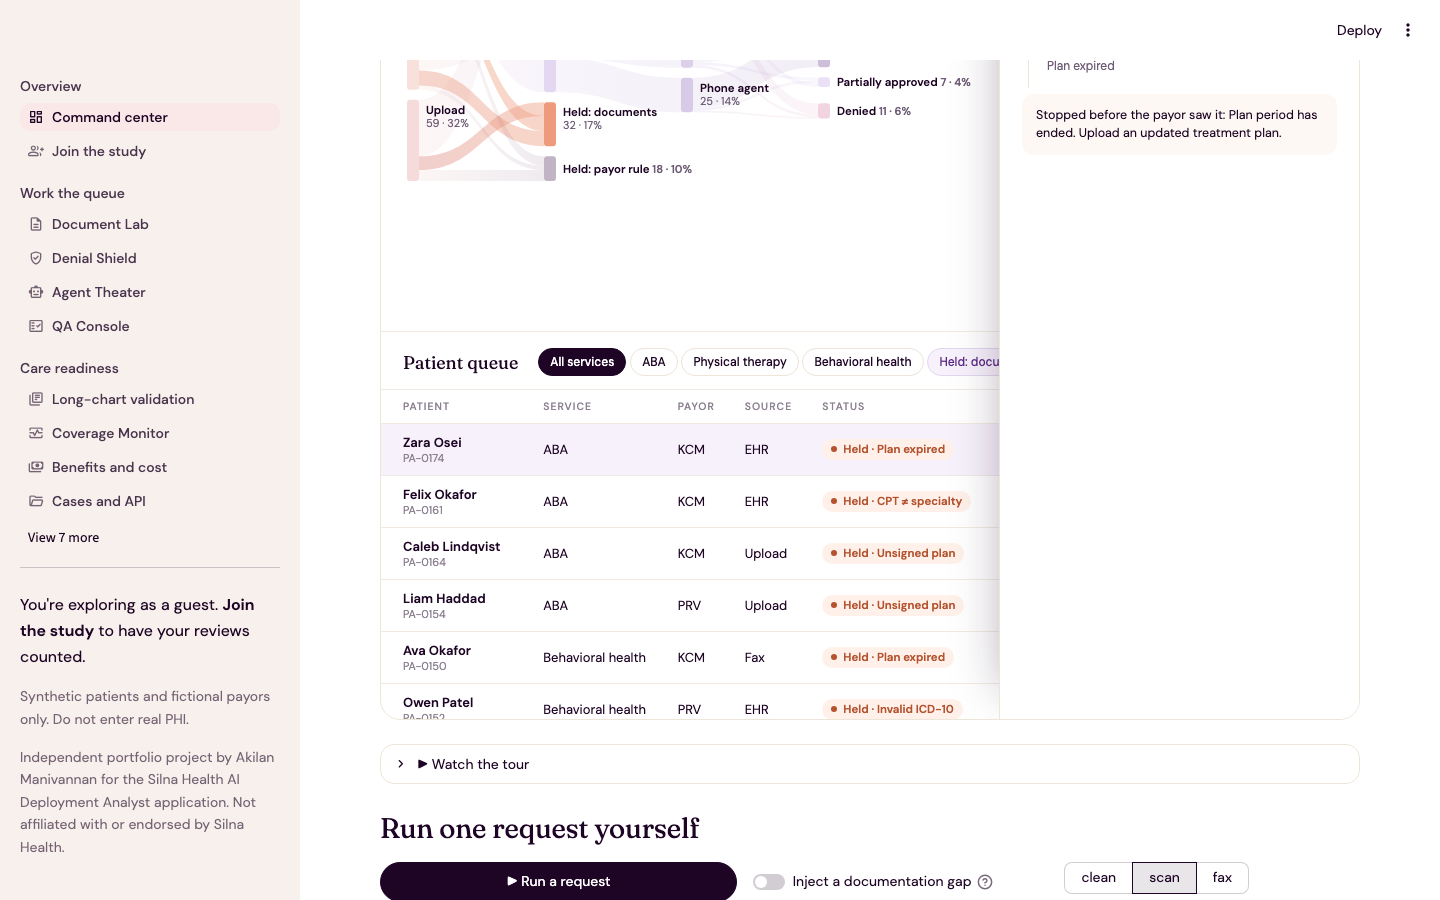 Deploy
Overview
Command center
Join the study
Work the queue
Document Lab
Denial Shield
Agent Theater
QA Console
Care readiness
Long-chart validation
Coverage Monitor
Benefits and cost
Cases and API
View 7 more
You're exploring as a guest. Join
the study to have your reviews
counted.
Synthetic patients and fictional payors
only. Do not enter real PHI.
Independent portfolio project by Akilan
Manivannan for the Silna Health AI
Deployment Analyst application. Not
affiliated with or endorsed by Silna
Health.
Upload
59 · 32%
Held: documents
32 · 17%
Held: payor rule 18 · 10%
Phone agent
25 · 14%
Partially approved 7 · 4%
Denied 11 · 6%
Plan expired
Stopped before the payor saw it: Plan period has
ended. Upload an updated treatment plan.
Patient queue
All services
ABA
Physical therapy
Behavioral health
Held: docu
PATIENT SERVICE PAYOR SOURCE STATUS
Zara Osei ABA KCM EHR Held · Plan expired
PA-0174
Felix Okafor ABA KCM EHR Held · CPT ≠ specialty
PA-0161
Caleb Lindqvist ABA KCM Upload Held · Unsigned plan
PA-0164
Liam Haddad ABA PRV Upload Held · Unsigned plan
PA-0154
Ava Okafor Behavioral health KCM Fax Held · Plan expired
PA-0150
Owen Patel Behavioral health PRV EHR Held · Invalid ICD-10
PA-0152
Watch the tour
Run one request yourself
Run a request
Inject a documentation gap
clean
scan
fax